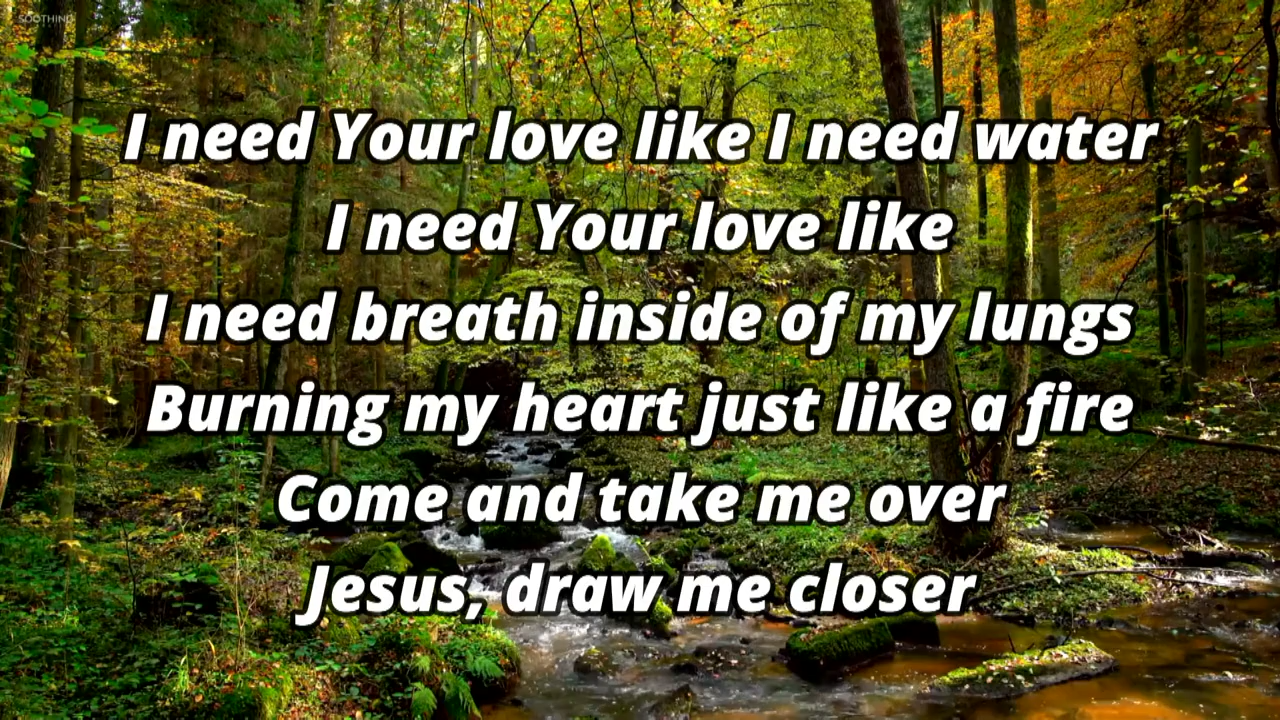 SOOTHING
I need Your love like I need water
I need Your love like
I need breath inside of my lungs
Burning my heart just like a fire
Come and take me over
Jesus, draw me closer